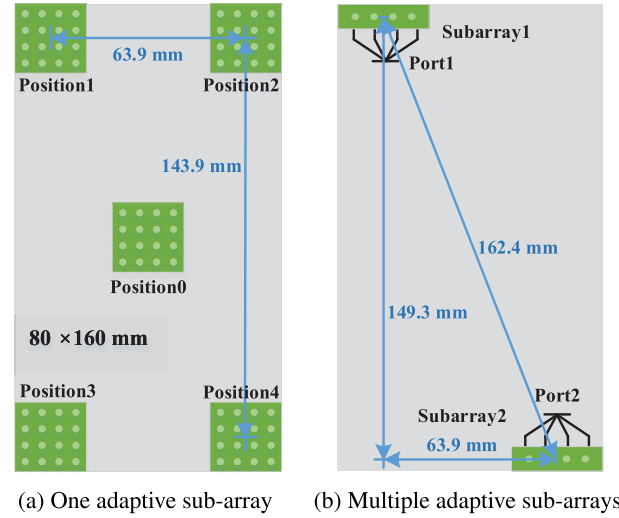 63.9 mm
Position1
Position2
143.9 mm
Position0
80 ×160 mm
Position3
Position4
(a) One adaptive sub-array
Subarray1
Port1
162.4 mm
149.3 mm
Port2
Subarray2
63.9 mm
(b) Multiple adaptive sub-arrays